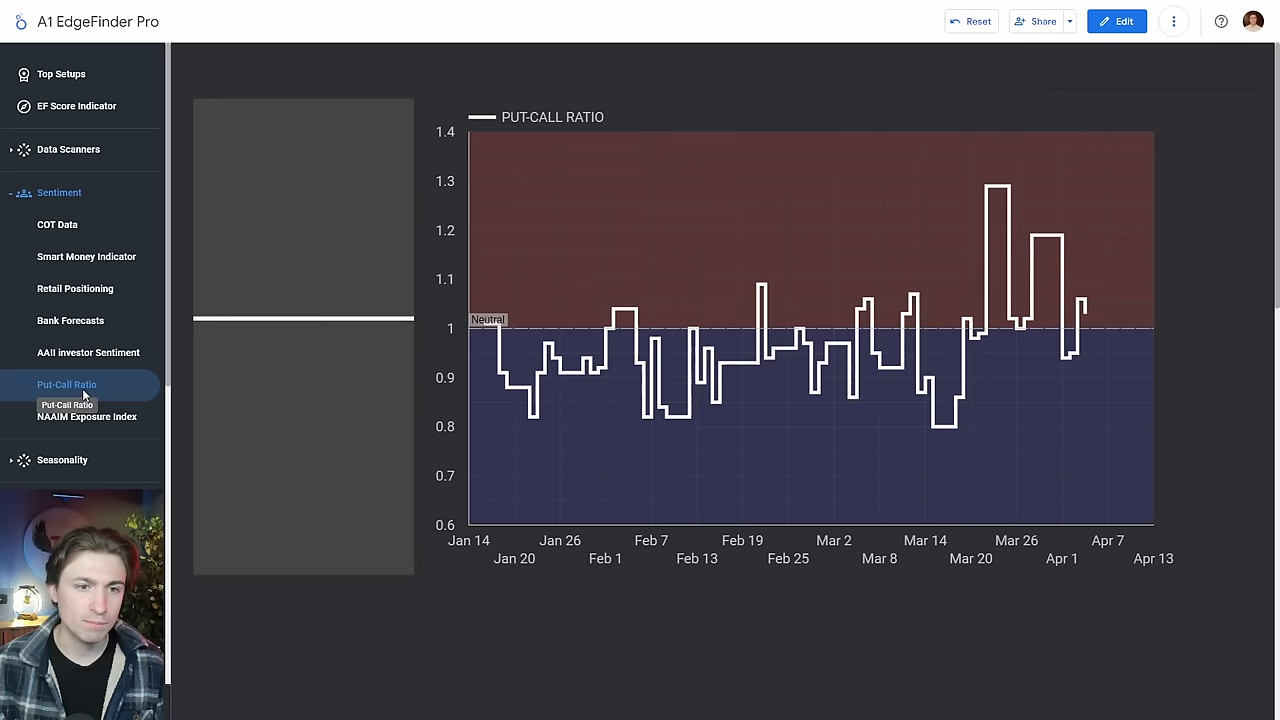 A1 EdgeFinder Pro
Reset
Share
Edit
Top Setups
EF Score Indicator
Data Scanners
Sentiment
COT Data
Smart Money Indicator
Retail Positioning
Bank Forecasts
AAII investor Sentiment
Put-Call Ratio
Put-Call Ratio
NAAIM Exposure Index
Seasonality
PUT-CALL RATIO
1.4
1.3
1.2
1.1
1
0.9
0.8
0.7
0.6
Neutral
Jan 14
Jan 20
Jan 26
Feb 1
Feb 7
Feb 13
Feb 19
Feb 25
Mar 2
Mar 8
Mar 14
Mar 20
Mar 26
Apr 1
Apr 7
Apr 13